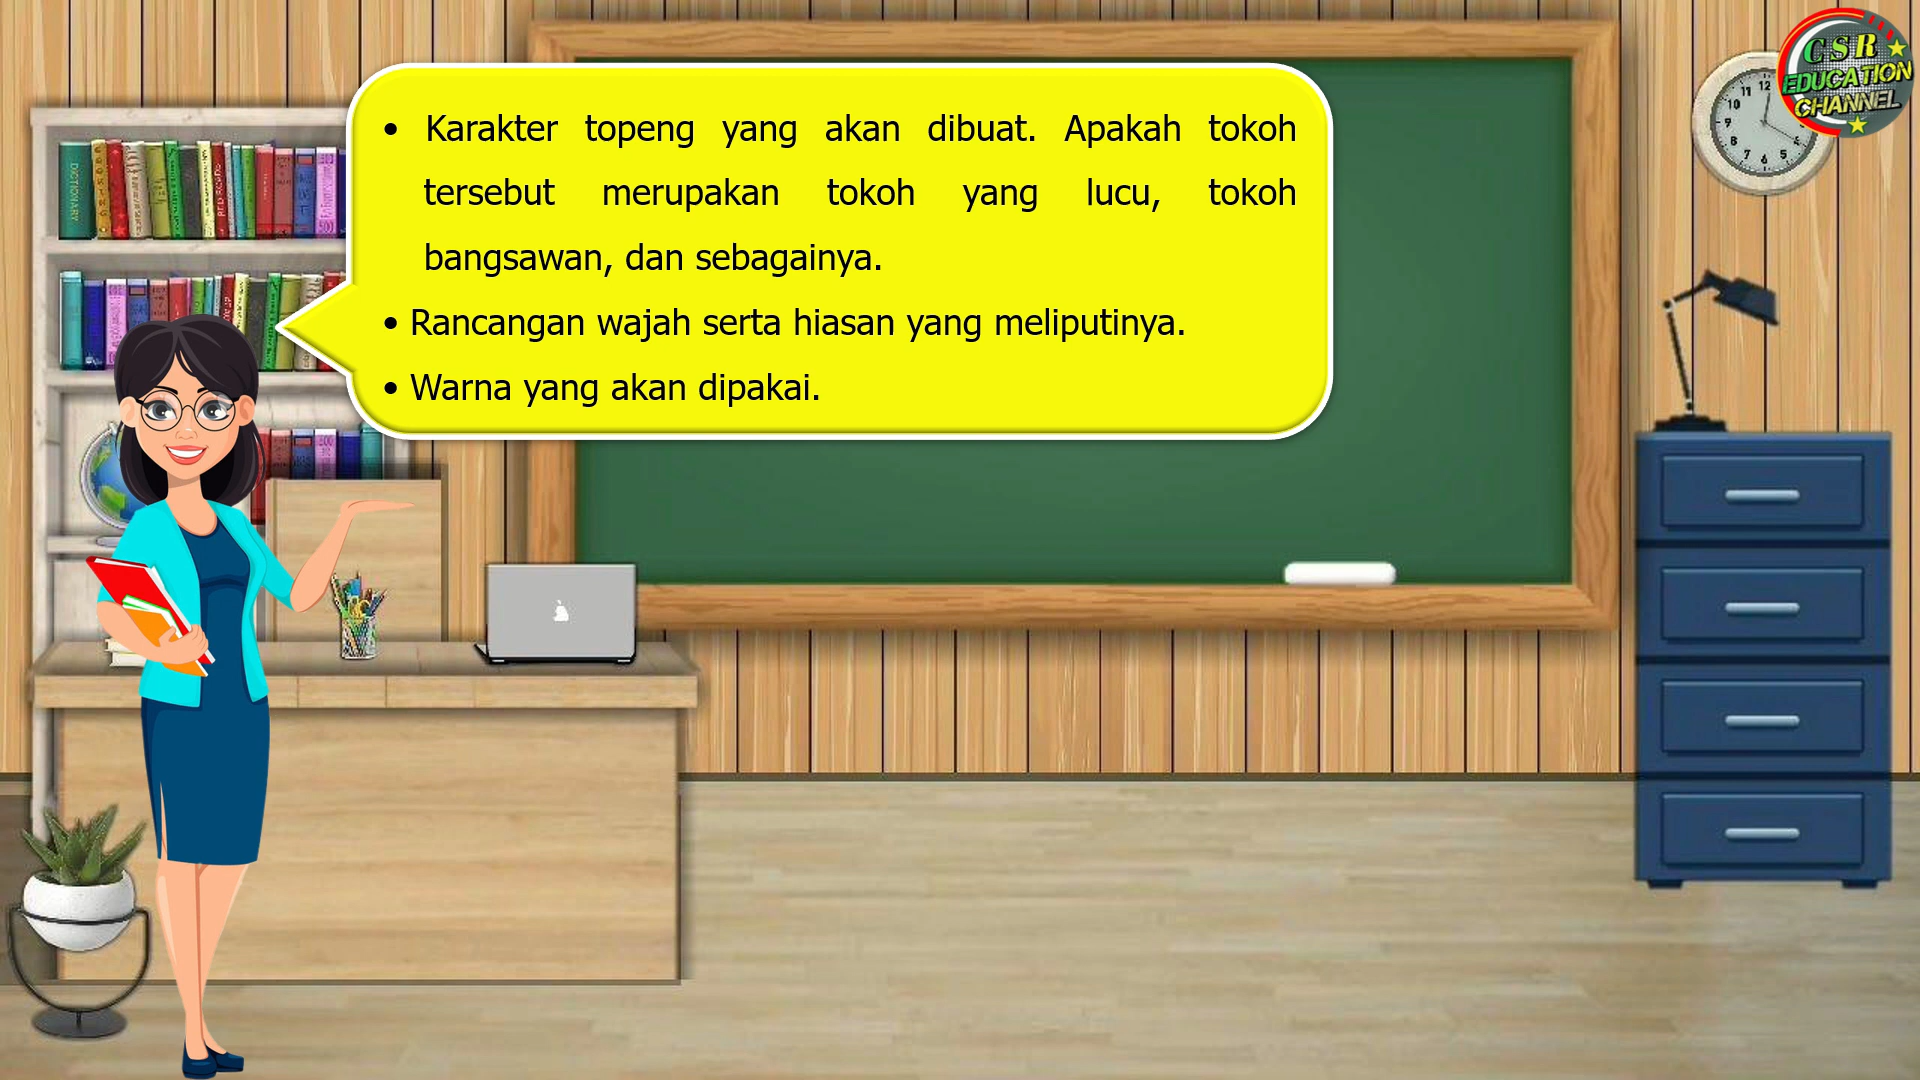 • Karakter topeng yang akan dibuat. Apakah tokoh
tersebut merupakan tokoh yang lucu, tokoh
bangsawan, dan sebagainya.
• Rancangan wajah serta hiasan yang meliputinya.
• Warna yang akan dipakai.
CSR
EDUCATION
CHANNEL
DICTIONARY